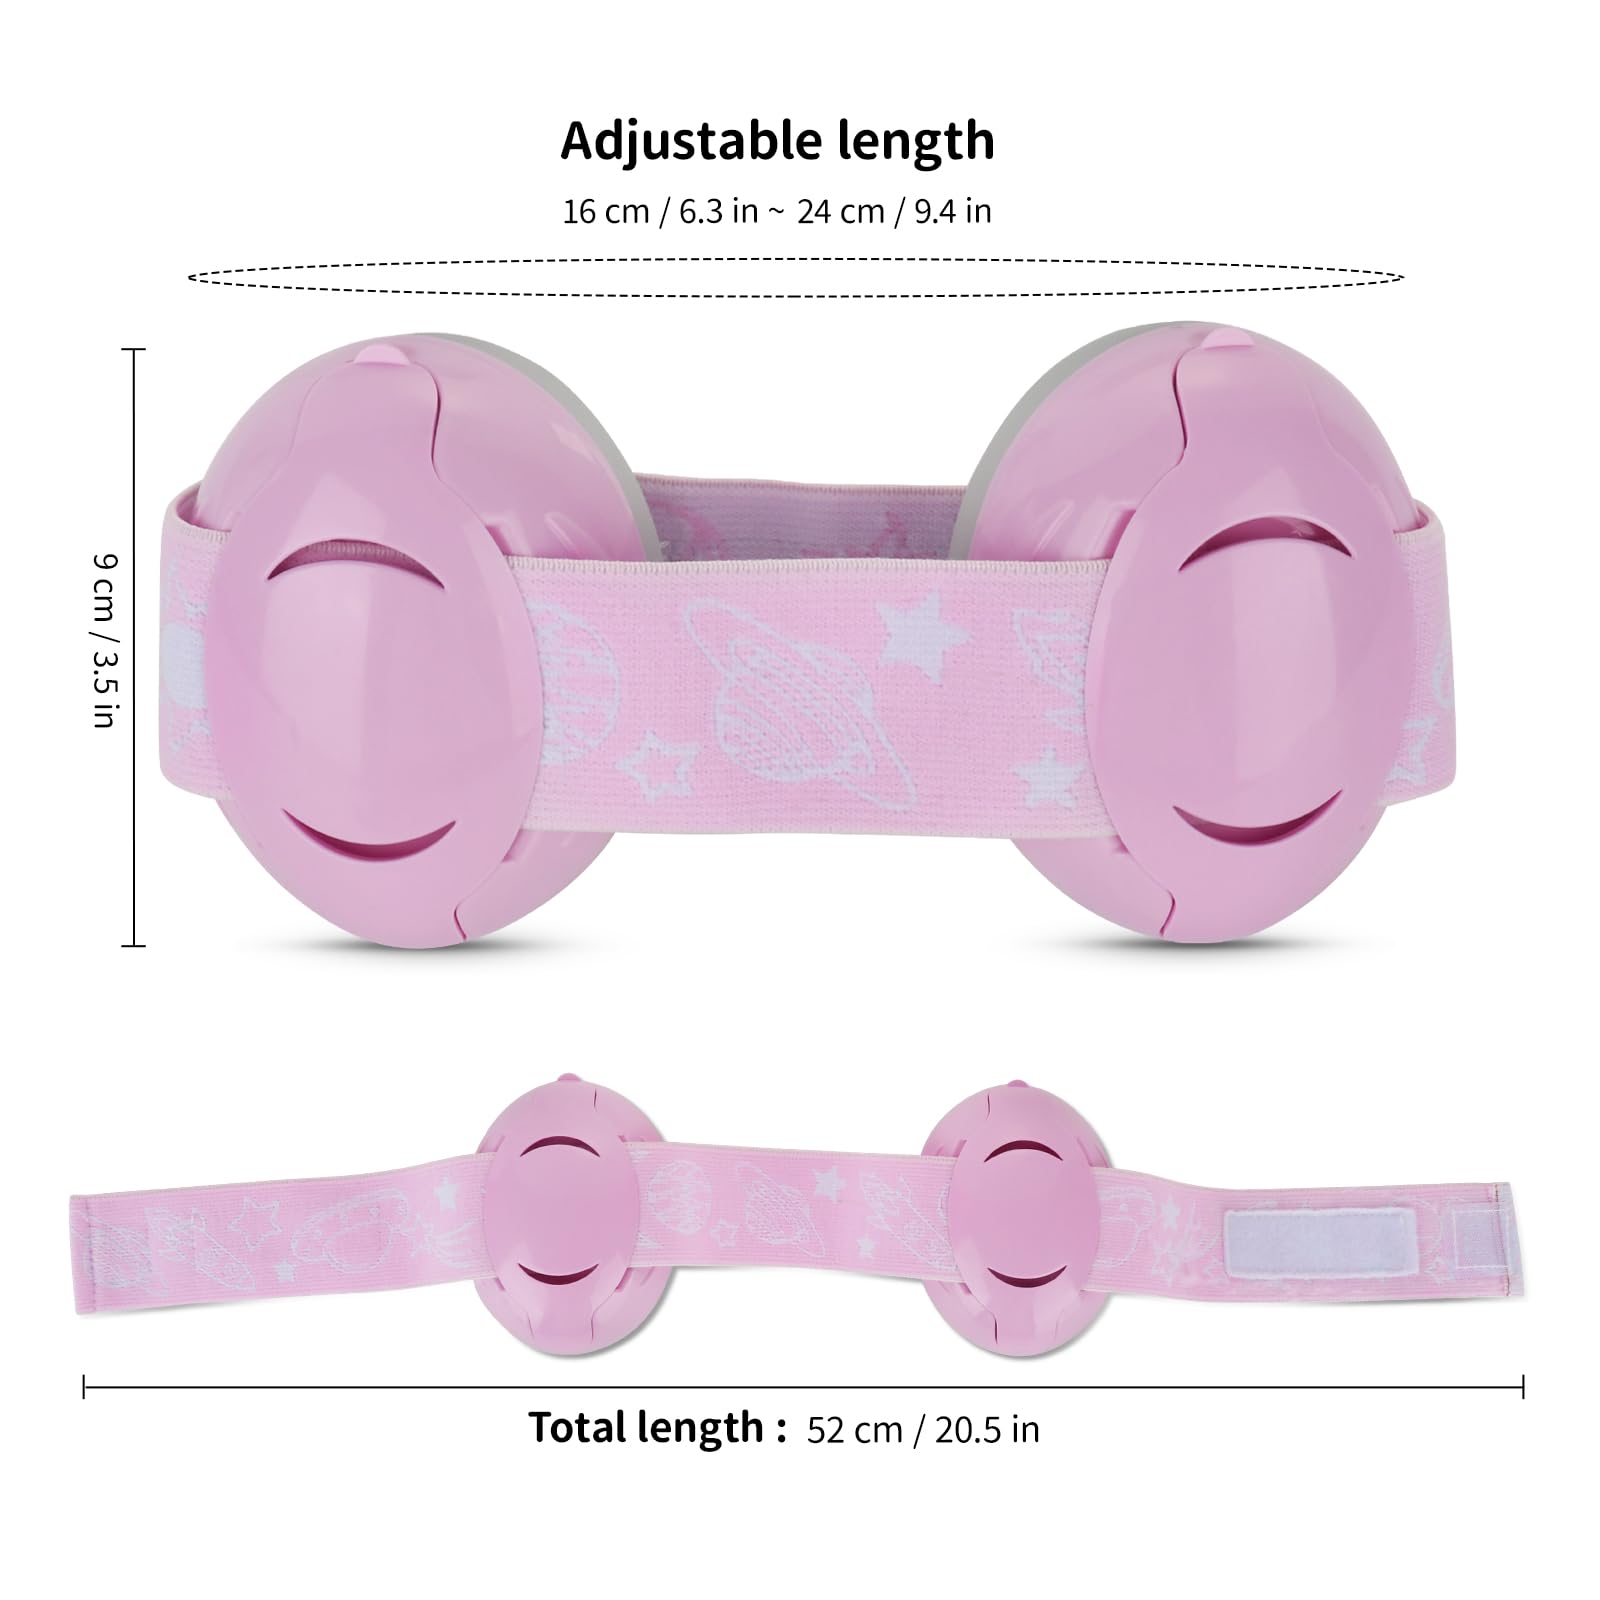 Adjustable length
16 cm / 6.3 in ~ 24 cm / 9.4 in
9 cm / 3.5 in
Total length : 52 cm / 20.5 in